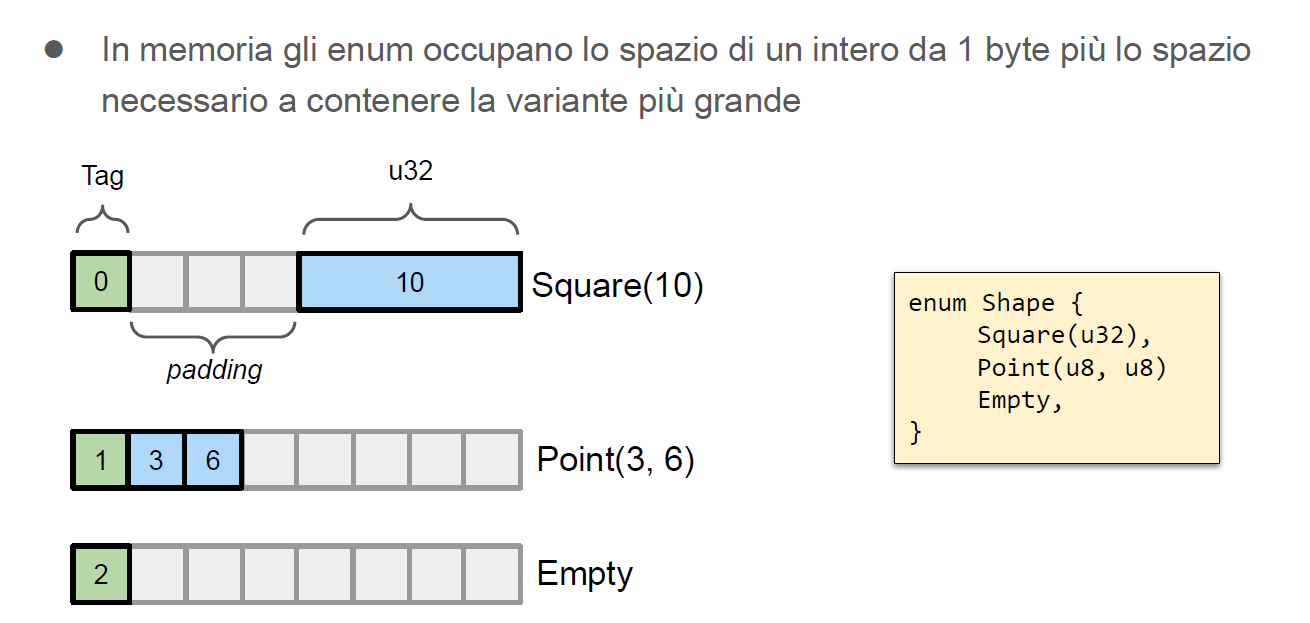 ● In memoria gli enum occupano lo spazio di un intero da 1 byte più lo spazio
necessario a contenere la variante più grande
Tag
u32
0
10
Square(10)
padding
1 3 6
Point(3, 6)
2
Empty
enum Shape {
Square(u32),
Point(u8, u8)
Empty,
}